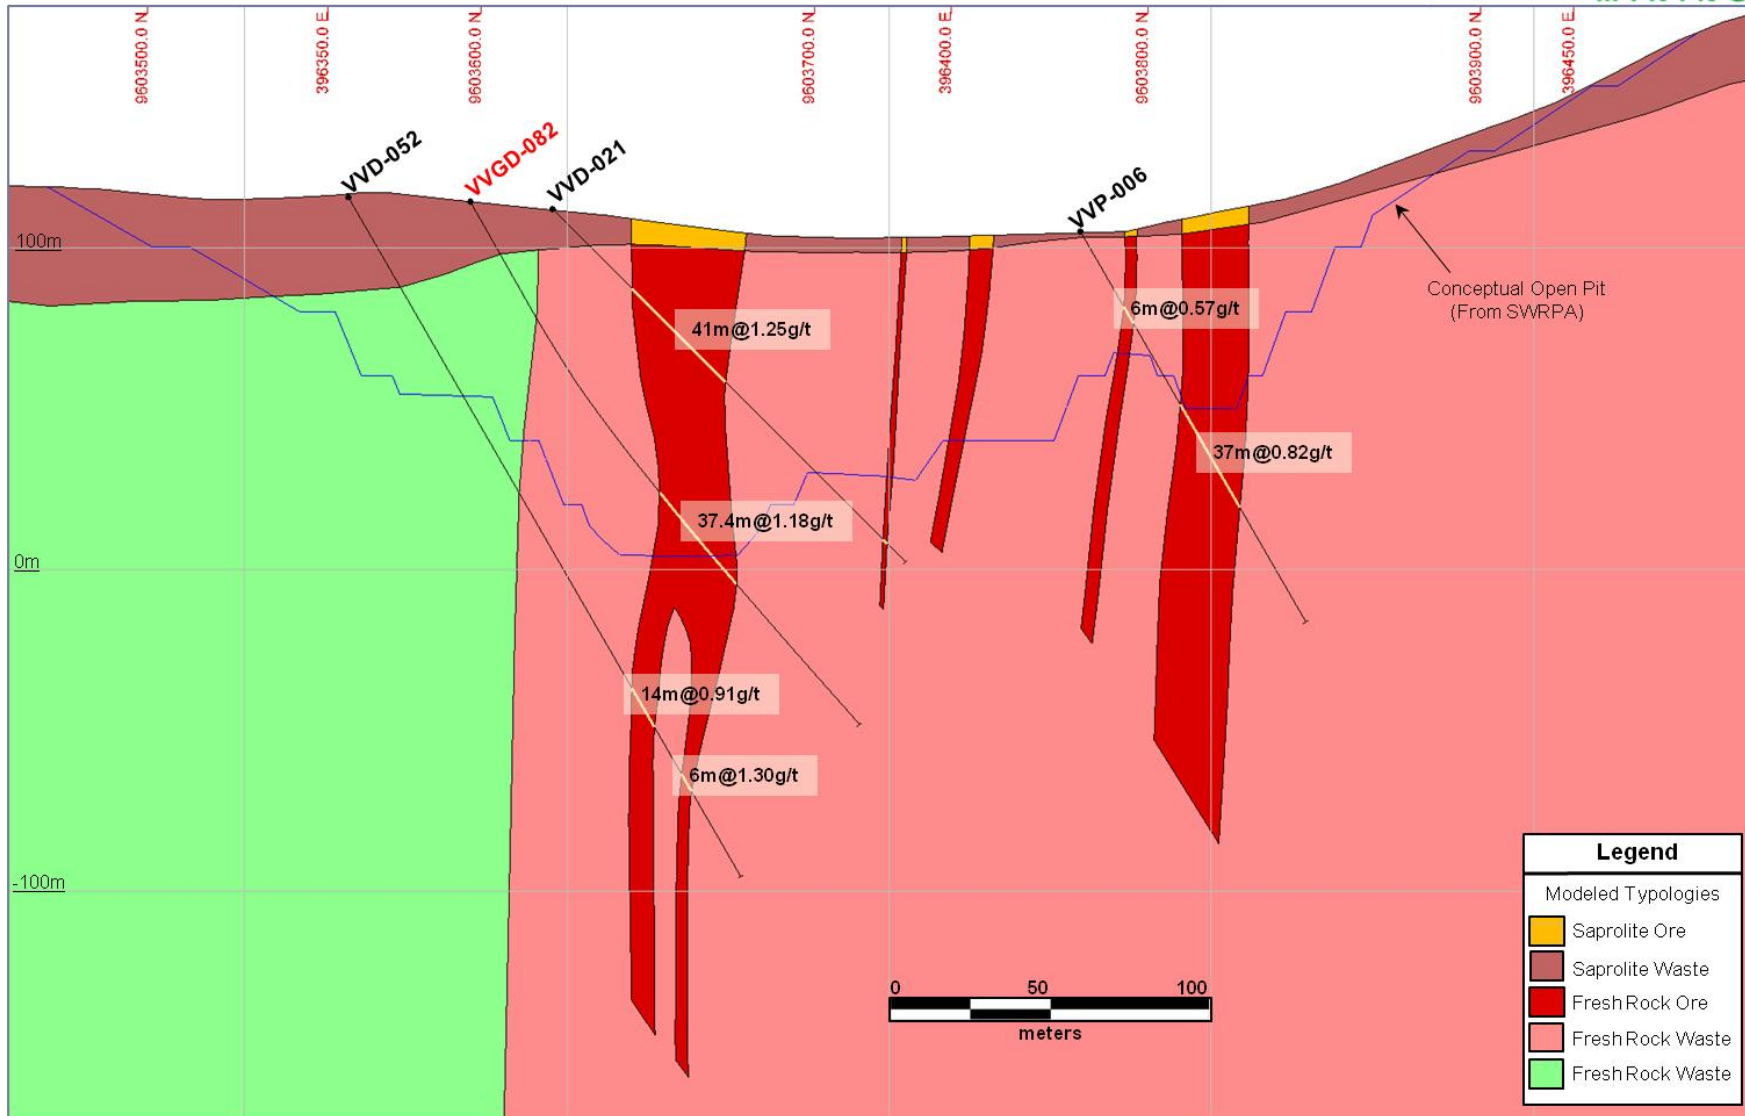 9603500.0 N
396350.0 E
9603600.0 N
9603700.0 N
396400.0 E
9603800.0 N
9603900.0 N
396450.0 E
VVD-052
VVGD-082
VVD-021
VVP-006
100m
0m
-100m
41m@1.25g/t
37.4m@1.18g/t
14m@0.91g/t
6m@1.30g/t
6m@0.57g/t
37m@0.82g/t
Conceptual Open Pit
(From SWRPA)
0 50 100
meters
Legend
Modeled Typologies
Saprolite Ore
Saprolite Waste
Fresh Rock Ore
Fresh Rock Waste
Fresh Rock Waste